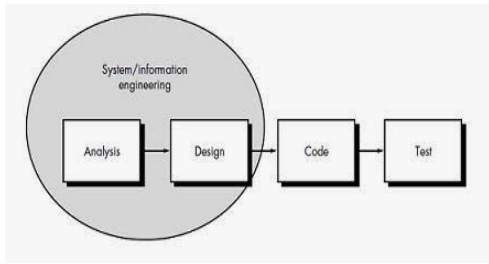 System/information
engineering
Analysis
Design
Code
Test